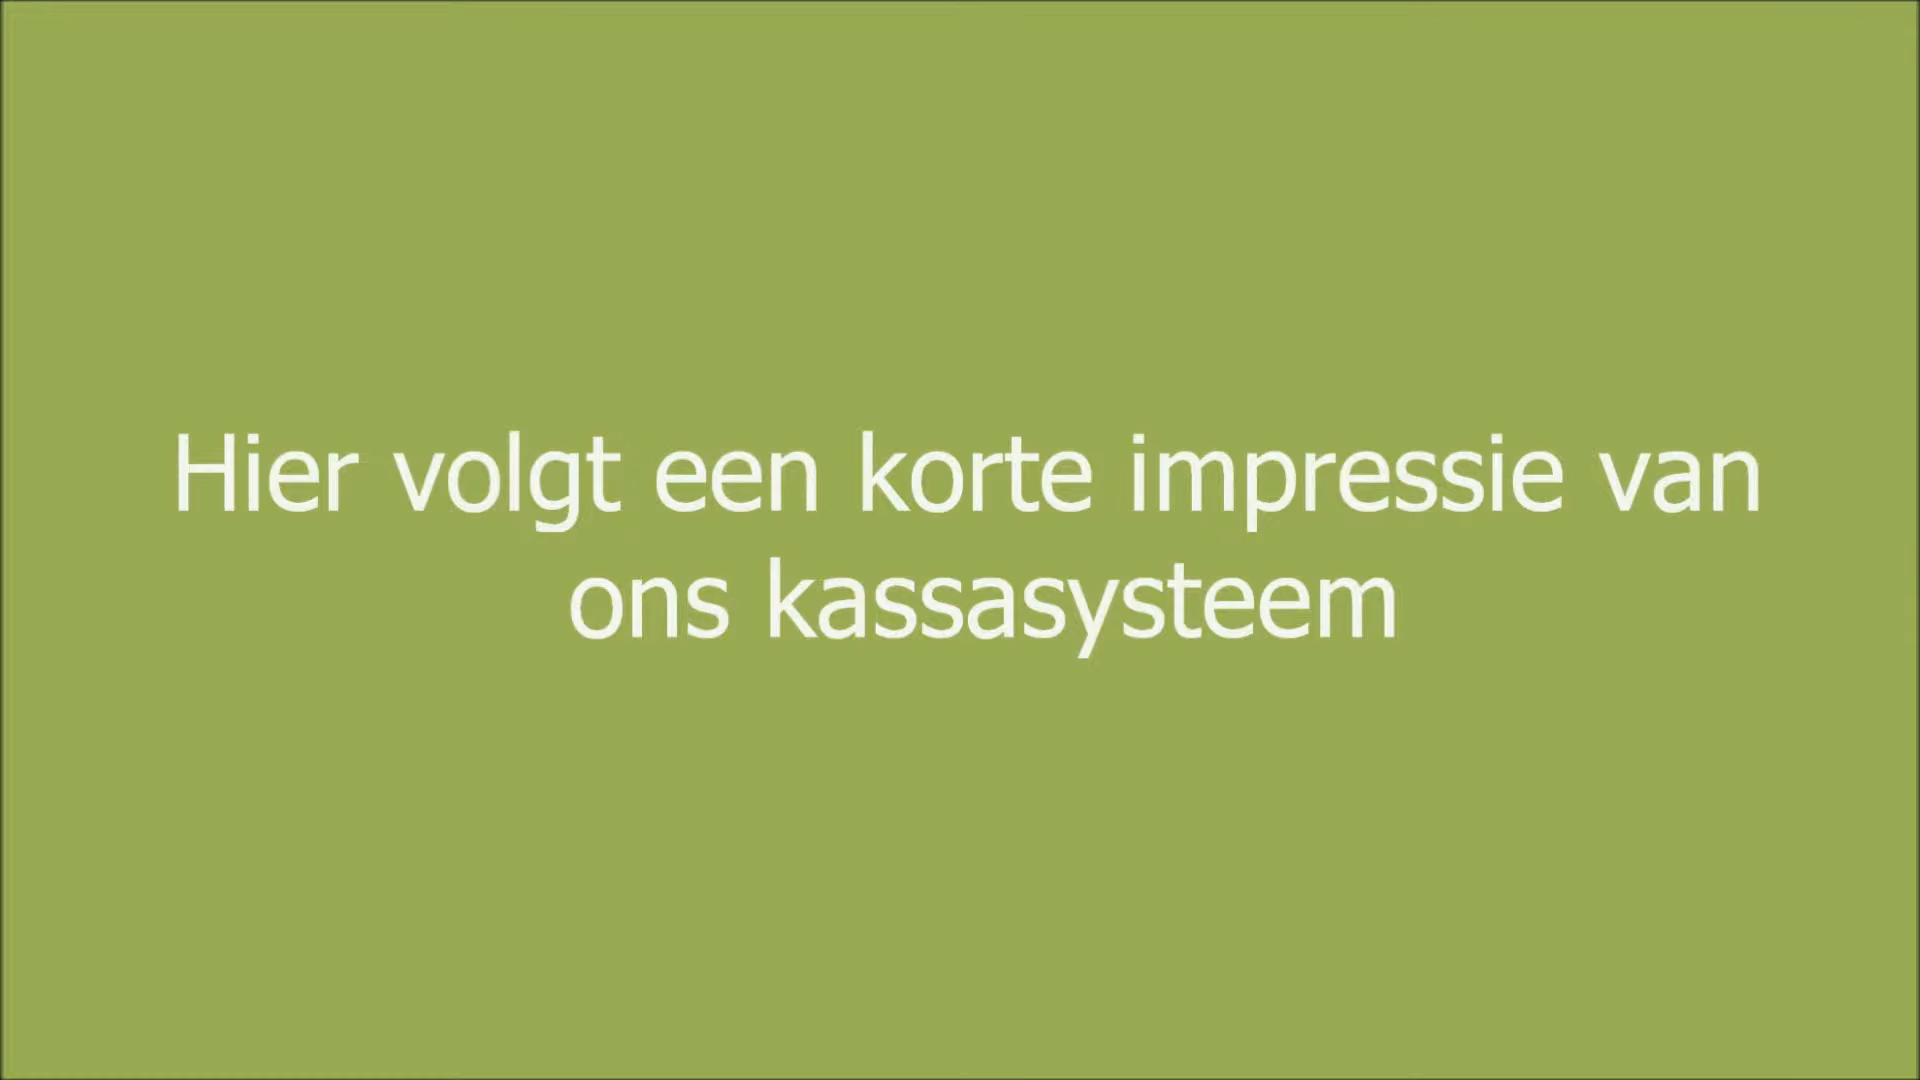 Hier volgt een korte impressie van
ons kassasysteem